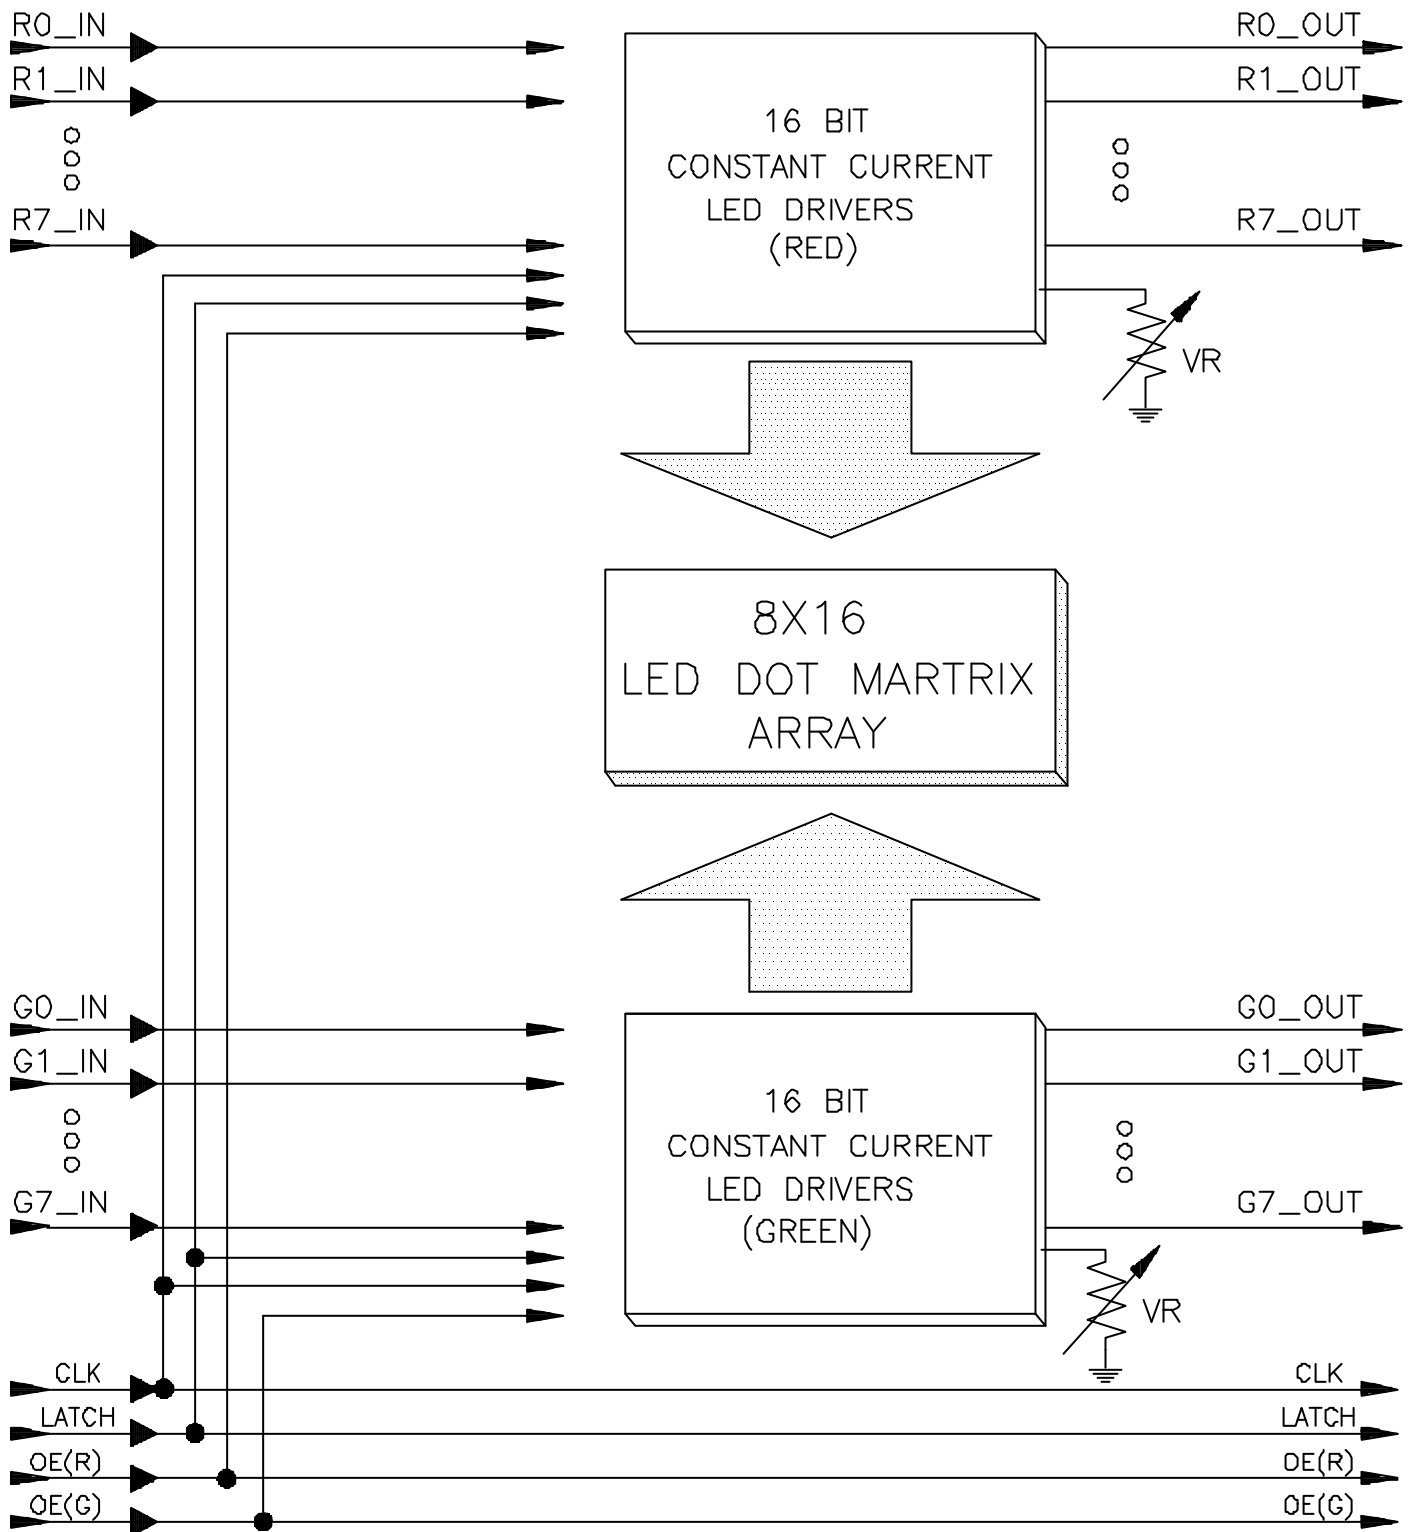 R0_IN
R0_OUT
R1_IN
R1_OUT
16 BIT
CONSTANT CURRENT
LED DRIVERS
(RED)
R7_IN
R7_OUT
VR
8X16
LED DOT MARTRIX
ARRAY
G0_IN
G0_OUT
G1_IN
G1_OUT
16 BIT
CONSTANT CURRENT
LED DRIVERS
(GREEN)
G7_IN
G7_OUT
VR
CLK
CLK
LATCH
LATCH
OE(R)
OE(R)
OE(G)
OE(G)